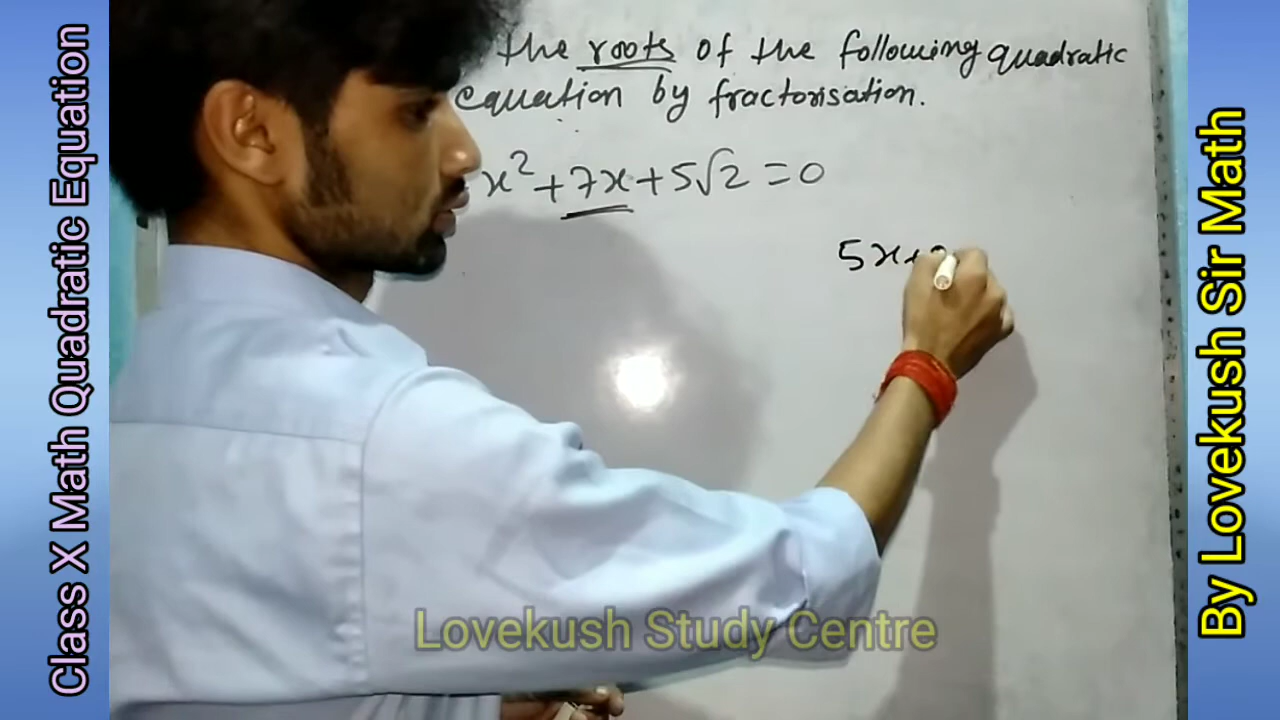 Class X Math Quadratic Equation
the roots of the following quadratic
equation by fractorisation.
x² + 7x + 5√2 = 0
5x+
Lovekush Study Centre
By Lovekush Sir Math